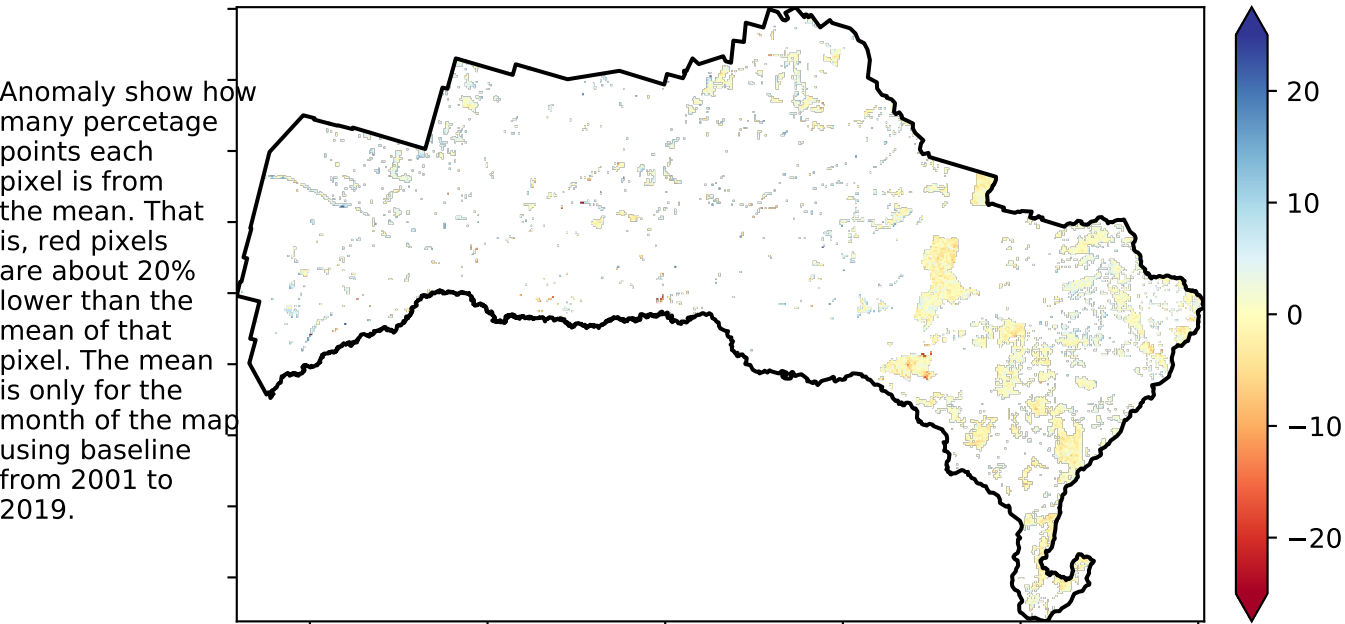 Anomaly show how
many percetage
points each
pixel is from
the mean. That
is, red pixels
are about 20%
lower than the
mean of that
pixel. The mean
is only for the
month of the map
using baseline
from 2001 to
2019.
20
10
0
−10
−20